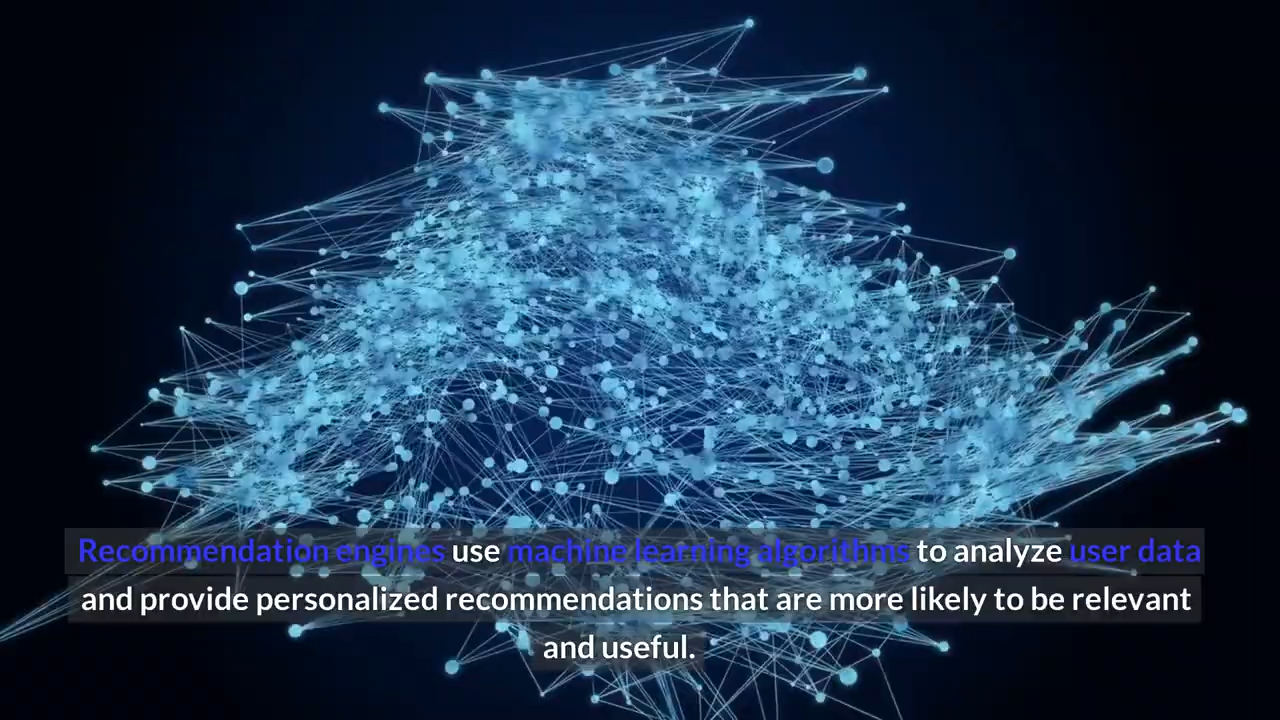 Recommendation engines use machine learning algorithms to analyze user data
and provide personalized recommendations that are more likely to be relevant
and useful.